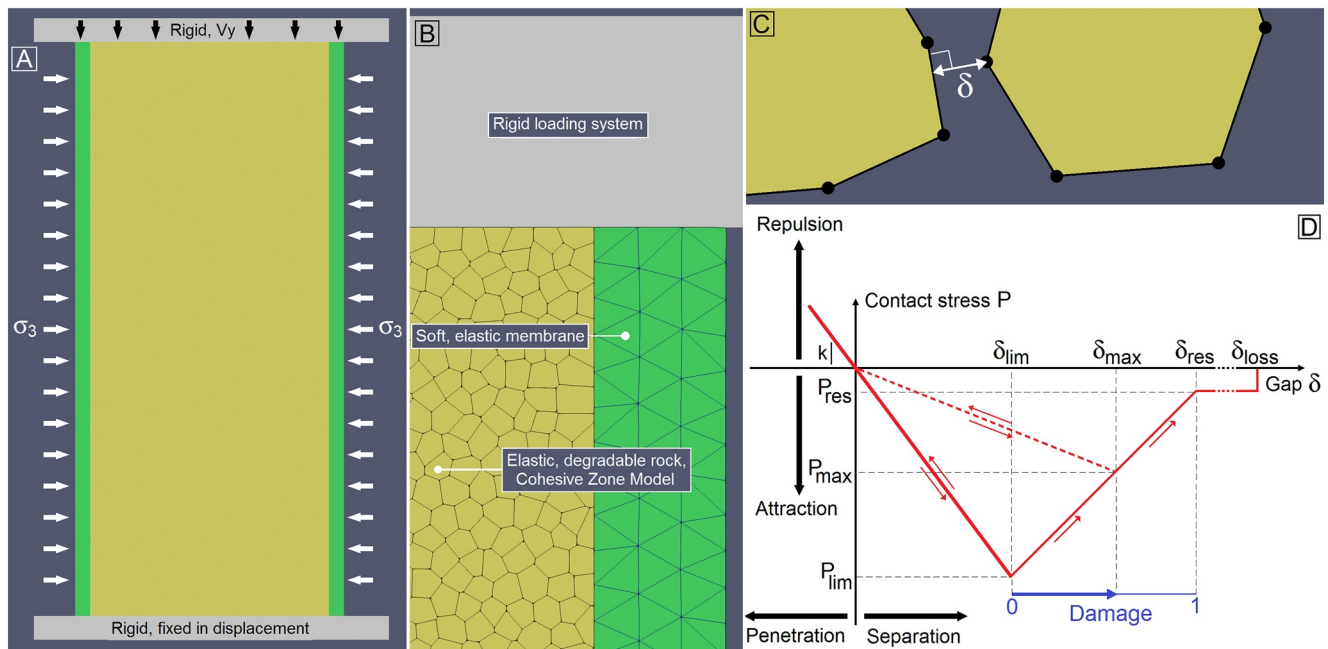 A
Rigid, Vy
σ3
σ3
Rigid, fixed in displacement
B
Rigid loading system
Soft, elastic membrane
Elastic, degradable rock,
Cohesive Zone Model
C
δ
D
Repulsion
Contact stress P
k
δlim
δmax
δres
δloss
Gap δ
Pres
Pmax
Attraction
Plim
0
1
Damage
Penetration
Separation